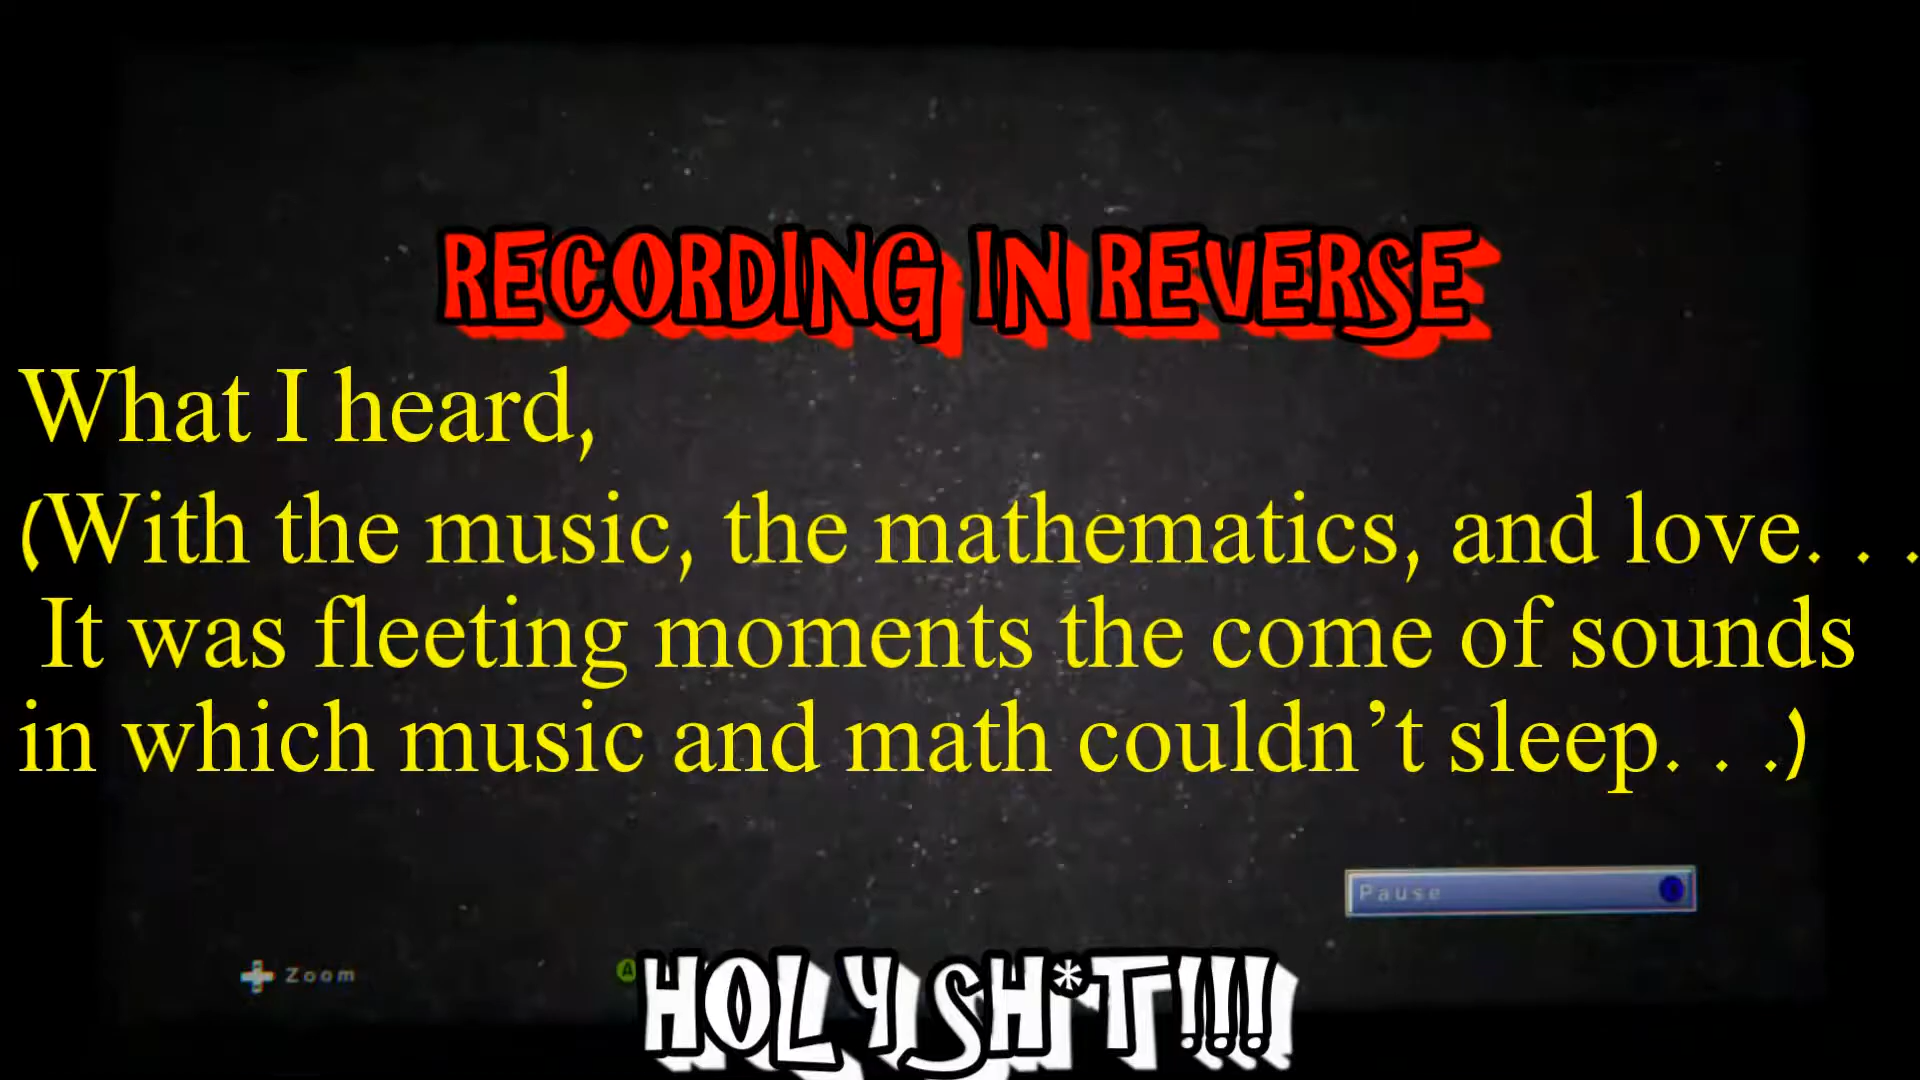 RECORDING IN REVERSE
What I heard,
(With the music, the mathematics, and love. . .
It was fleeting moments the come of sounds
in which music and math couldn’t sleep. . .)
Pause
Zoom
A
HOLY SH*T!!!